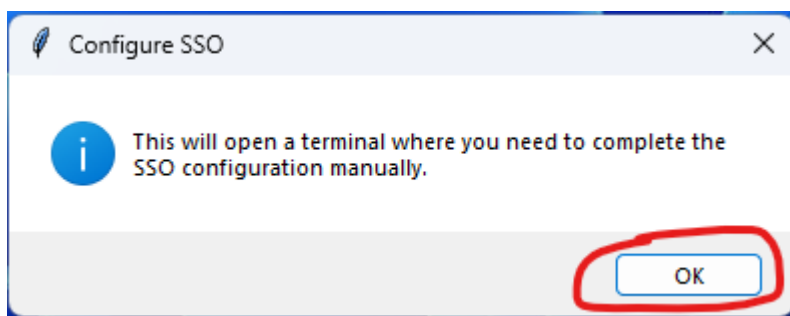 Configure SSO
This will open a terminal where you need to complete the
SSO configuration manually.
OK